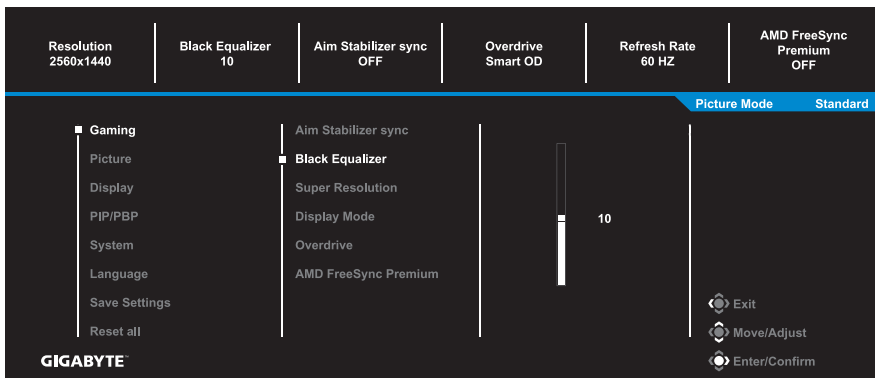 Resolution
2560x1440
Black Equalizer
10
Aim Stabilizer sync
OFF
Overdrive
Smart OD
Refresh Rate
60 HZ
AMD FreeSync
Premium
OFF
Picture Mode Standard
Gaming
Picture
Display
PIP/PBP
System
Language
Save Settings
Reset all
Aim Stabilizer sync
Black Equalizer
Super Resolution
Display Mode
Overdrive
AMD FreeSync Premium
10
Exit
Move/Adjust
Enter/Confirm
GIGABYTE™